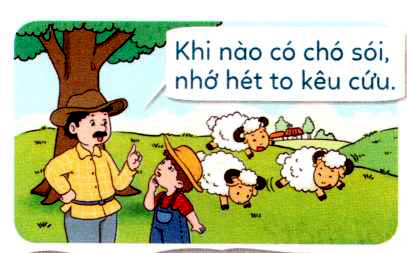 Khi nào có chó sói,
nhớ hét to kêu cứu.